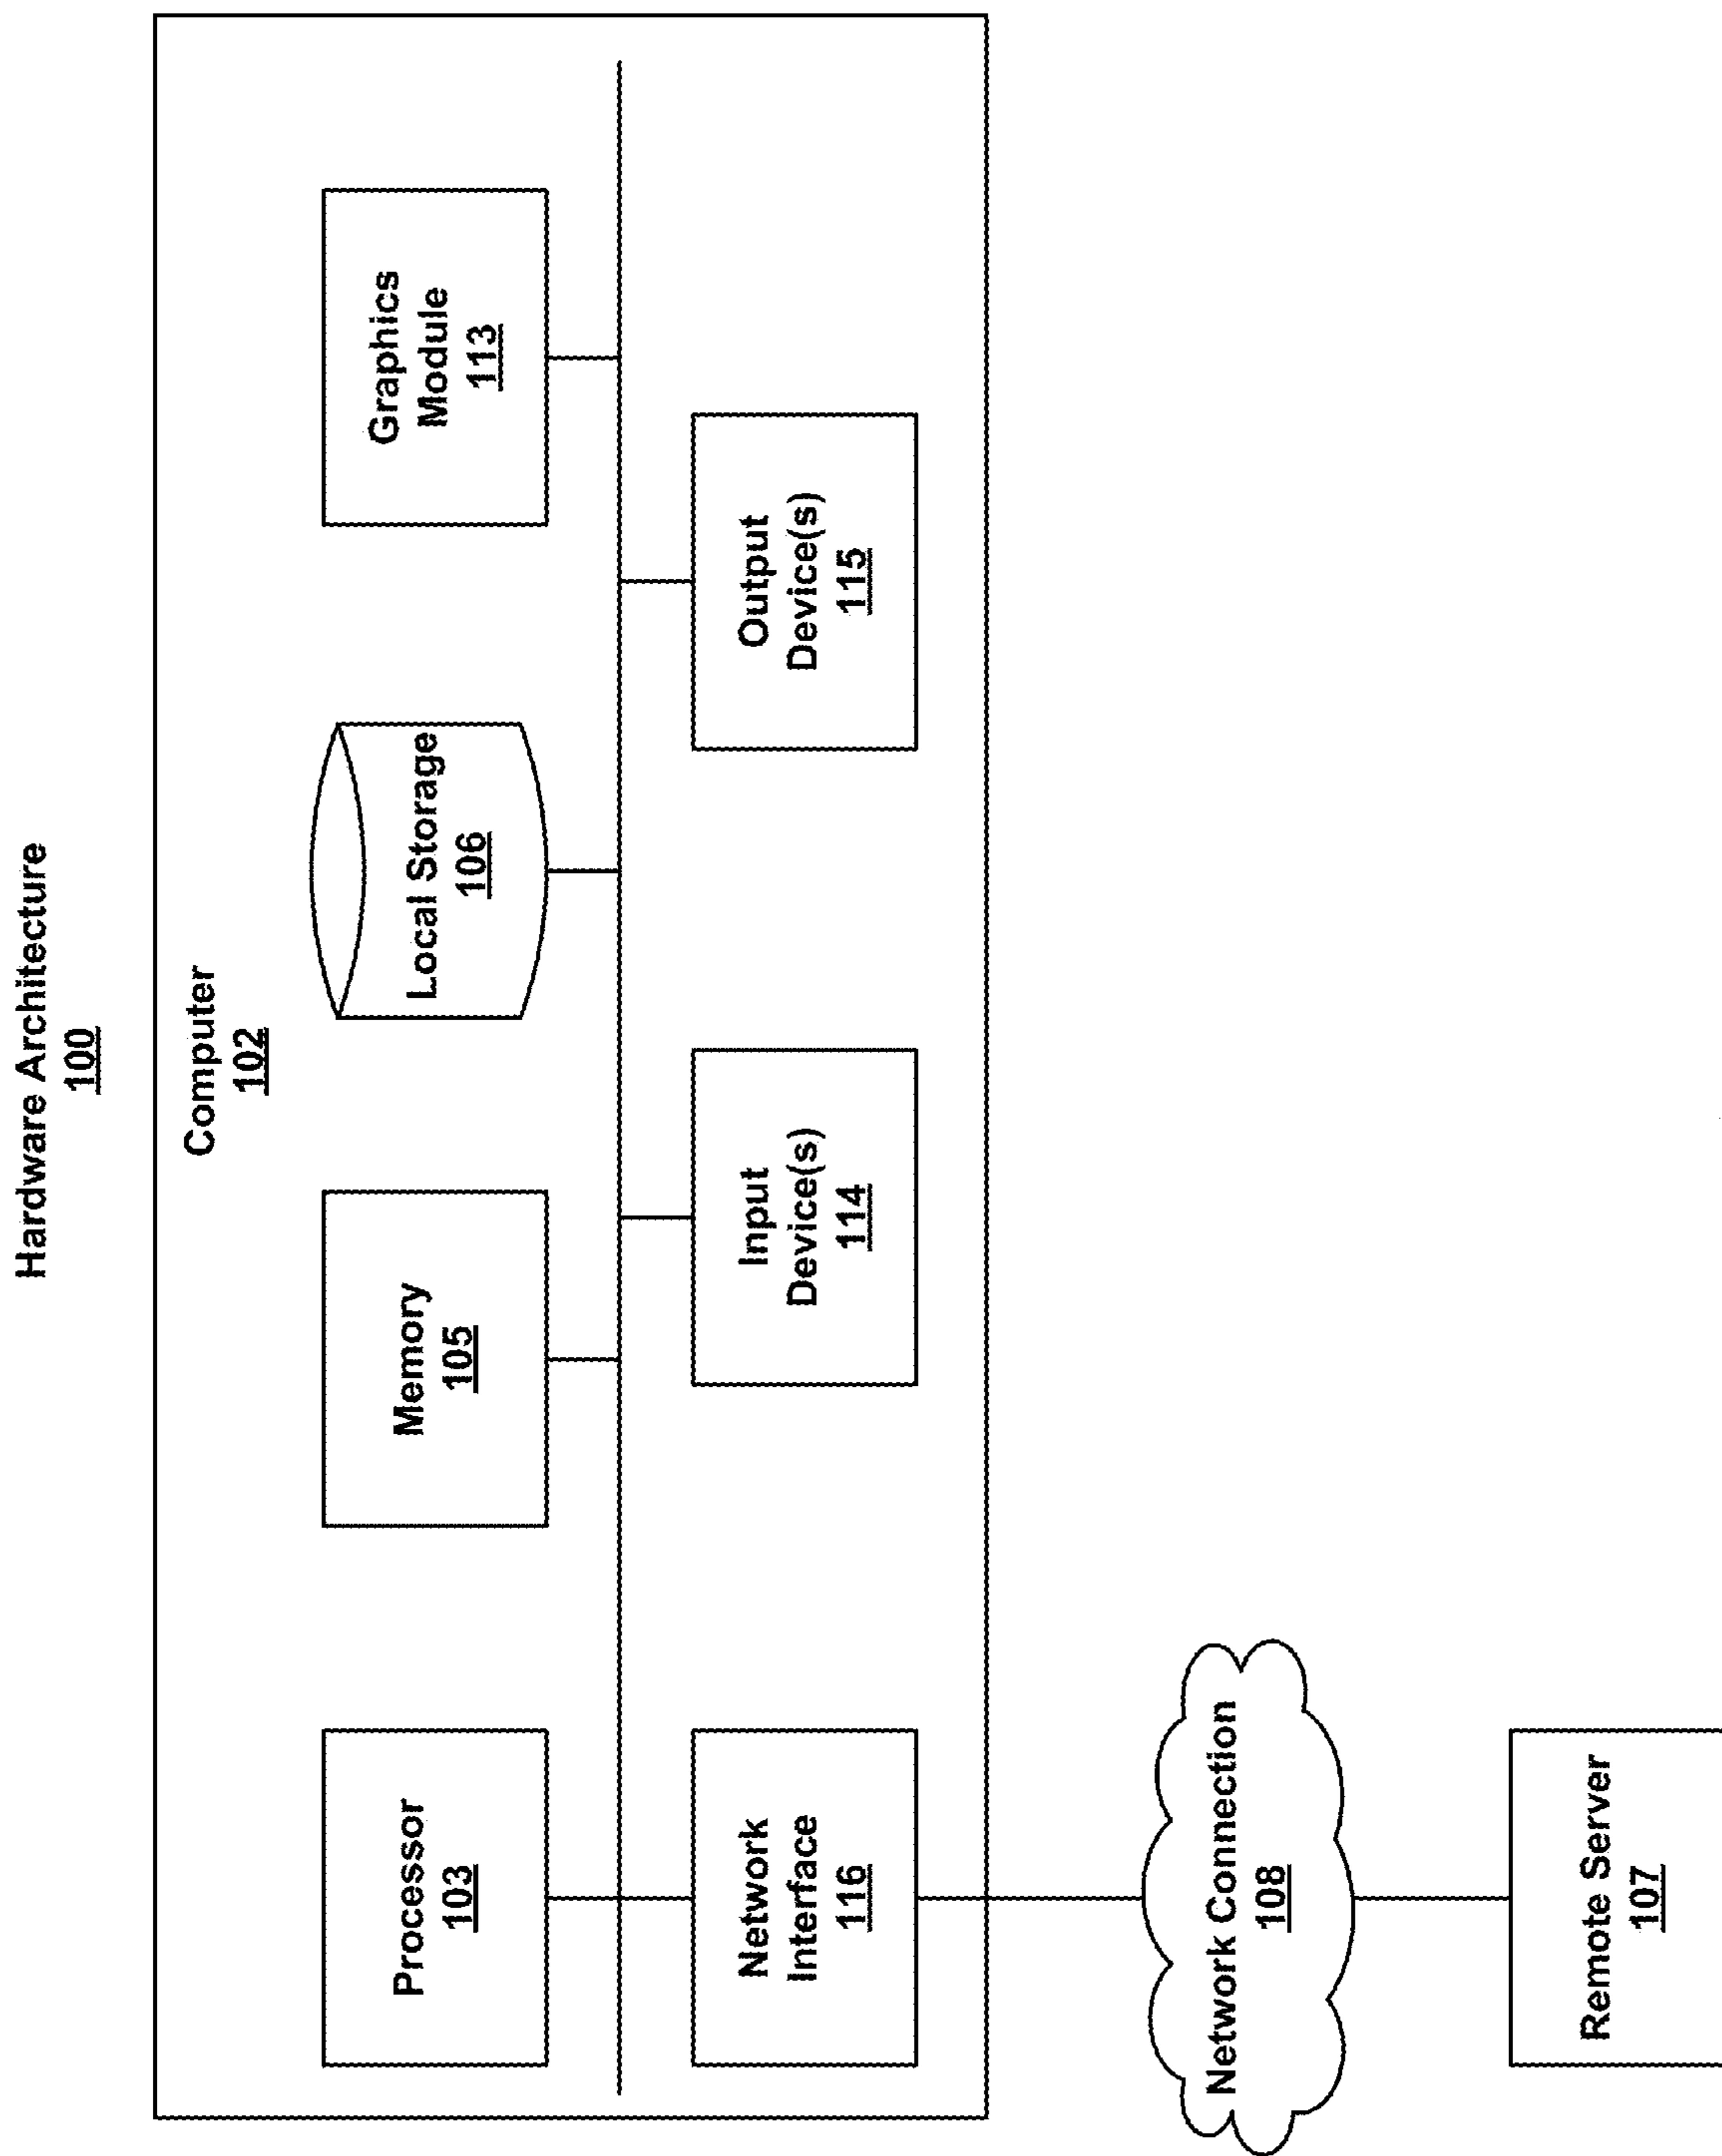 Hardware Architecture
100
Computer
102
Processor
103
Memory
105
Local Storage
106
Graphics
Module
113
Network
Interface
116
Input
Device(s)
114
Output
Device(s)
115
Network Connection
108
Remote Server
107